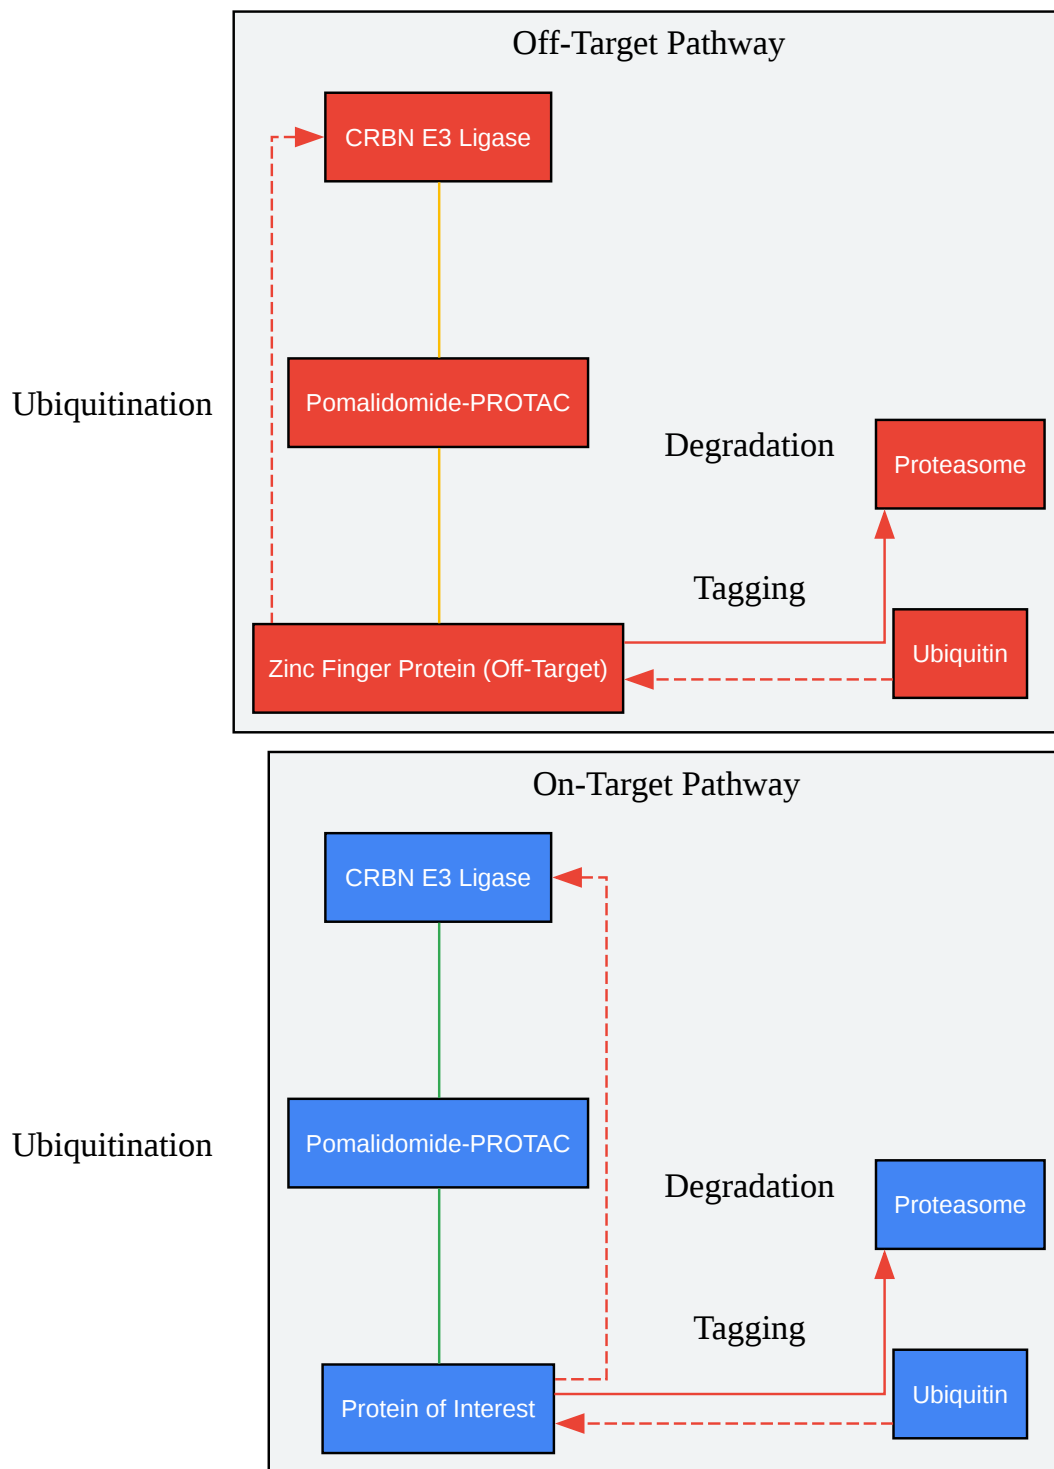 Off-Target Pathway
CRBN E3 Ligase
Ubiquitination
Pomalidomide-PROTAC
Degradation
Proteasome
Tagging
Ubiquitin
Zinc Finger Protein (Off-Target)
On-Target Pathway
CRBN E3 Ligase
Ubiquitination
Pomalidomide-PROTAC
Degradation
Proteasome
Tagging
Ubiquitin
Protein of Interest